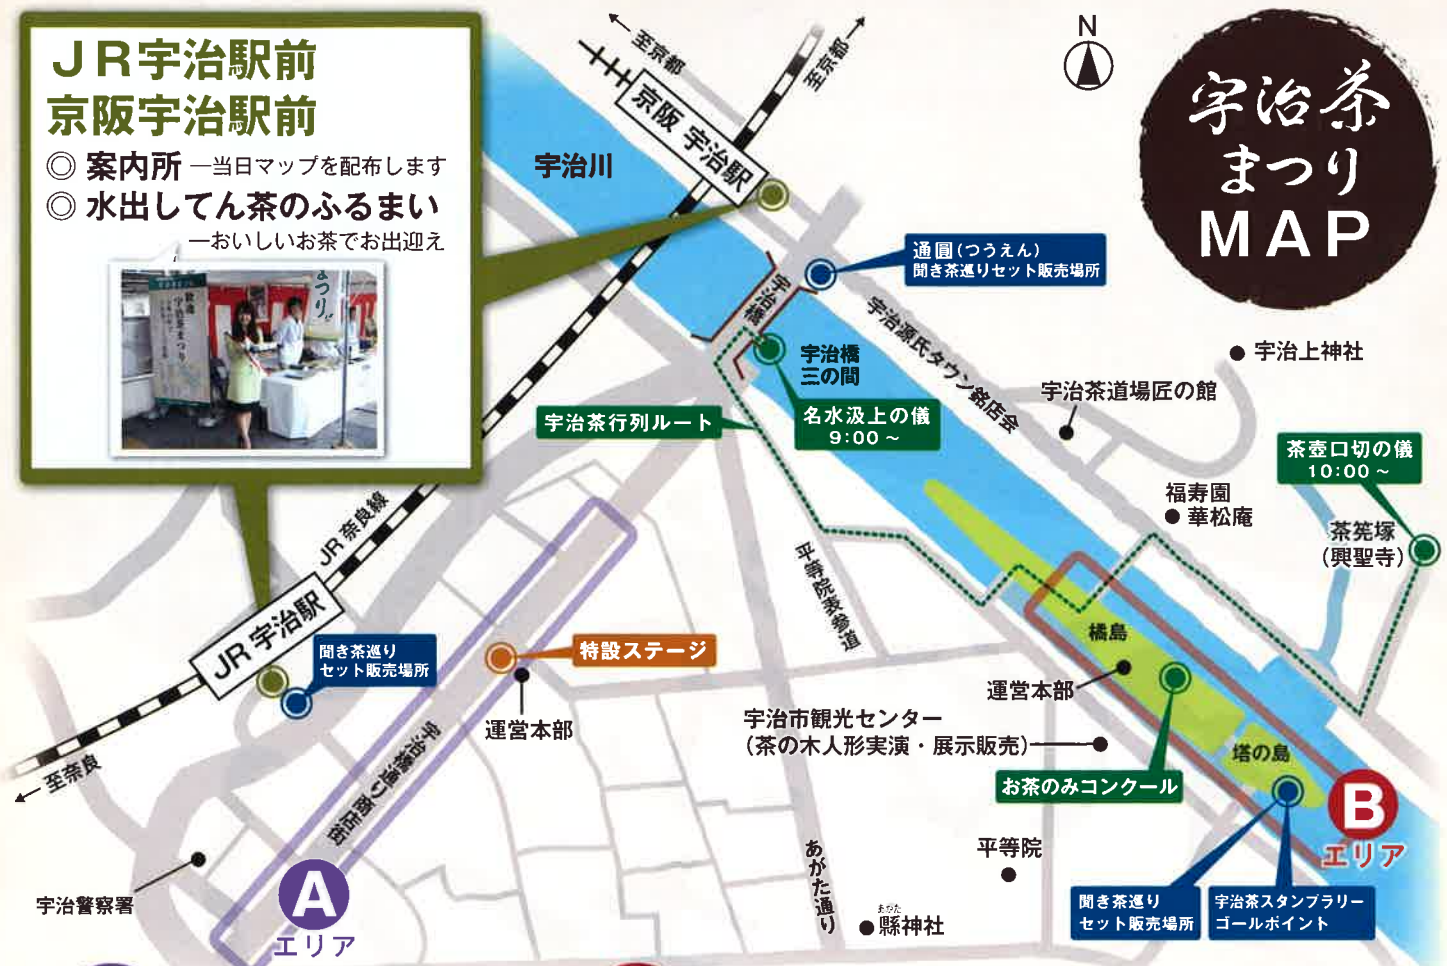 JR宇治駅前
京阪宇治駅前
◎ 案内所 ―当日マップを配布します
◎ 水出してん茶のふるまい
―おいしいお茶でお出迎え
宇治茶
まつり
MAP
N
至京都
至京都
京阪 宇治駅
宇治川
通圓(つうえん)
聞き茶巡りセット販売場所
宇治橋
宇治源氏タウン銘店会
宇治橋
三の間
宇治上神社
宇治茶道場匠の館
宇治茶行列ルート
名水汲上の儀
9:00～
茶壺口切の儀
10:00～
福寿園
華松庵
茶筅塚
(興聖寺)
JR 奈良線
平等院表参道
JR 宇治駅
聞き茶巡り
セット販売場所
特設ステージ
運営本部
橘島
運営本部
宇治市観光センター
(茶の木人形実演・展示販売)
塔の島
お茶のみコンクール
至奈良
宇治橋通り商店街
B
エリア
宇治警察署
A
エリア
あがた通り
平等院
あがた
縣神社
聞き茶巡り
セット販売場所
宇治茶スタンプラリー
ゴールポイント